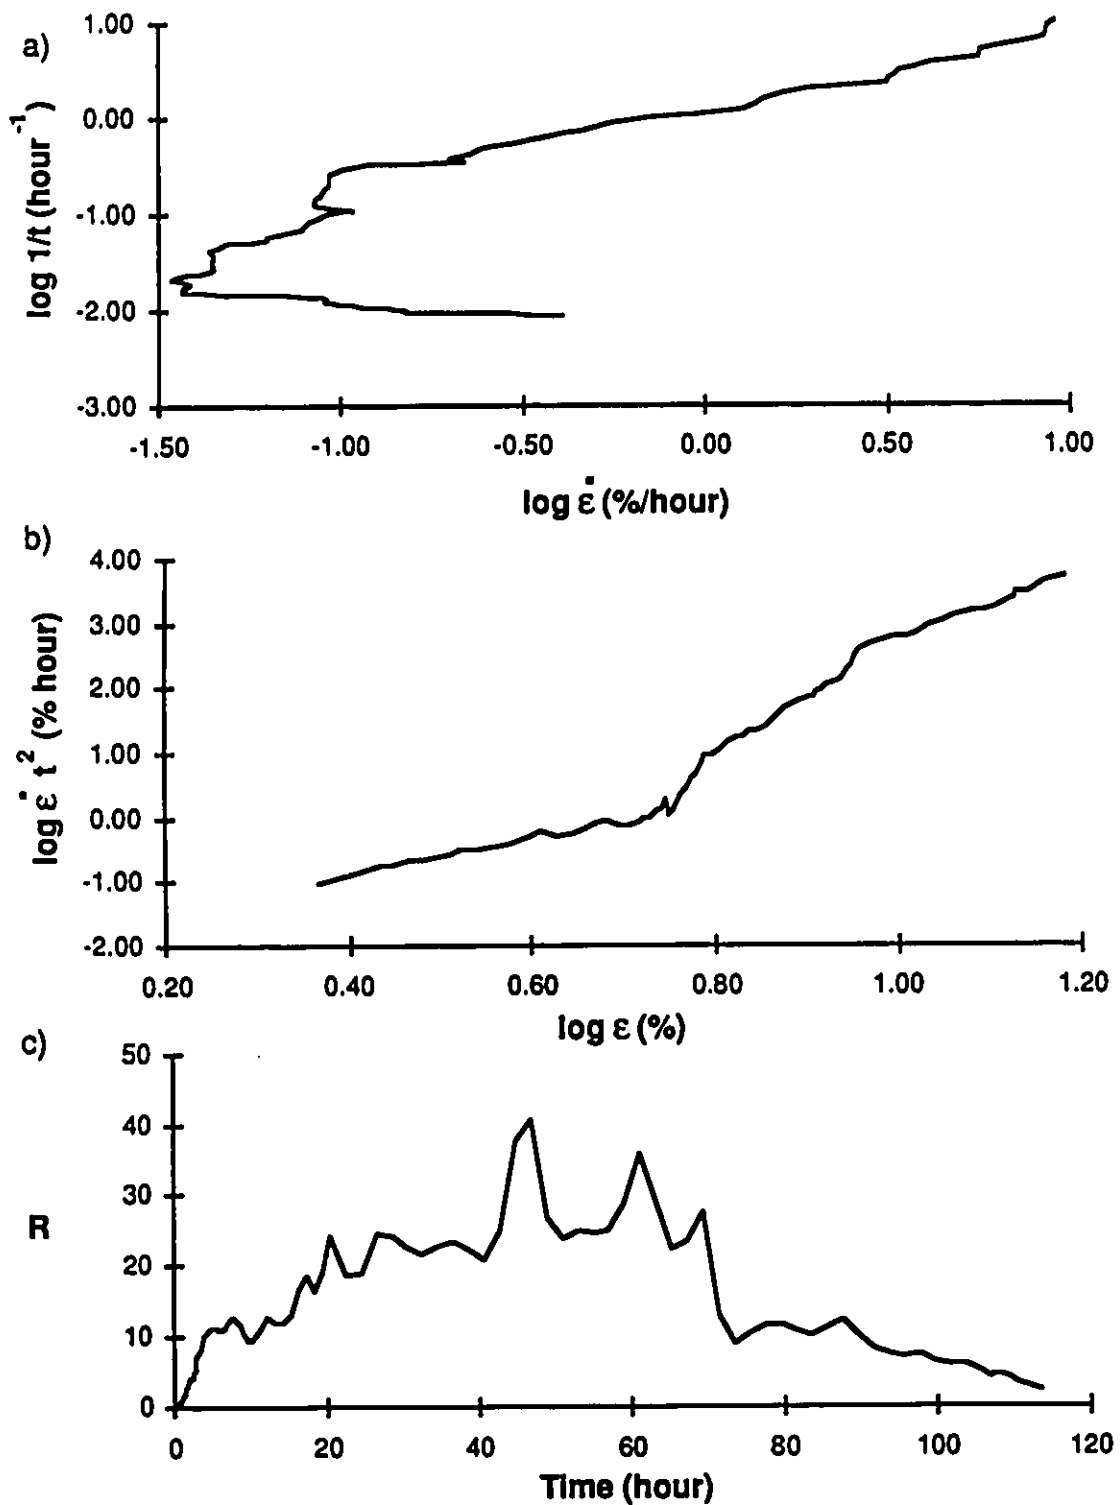 a)
1.00
0.00
-1.00
-2.00
-3.00
log 1/t (hour⁻¹)
-1.50 -1.00 -0.50 0.00 0.50 1.00
log ε̇ (%/hour)
b)
4.00
3.00
2.00
1.00
0.00
-1.00
-2.00
log ε̇ t² (% hour)
0.20 0.40 0.60 0.80 1.00 1.20
log ε (%)
c)
50
40
30
20
10
0
R
0 20 40 60 80 100 120
Time (hour)